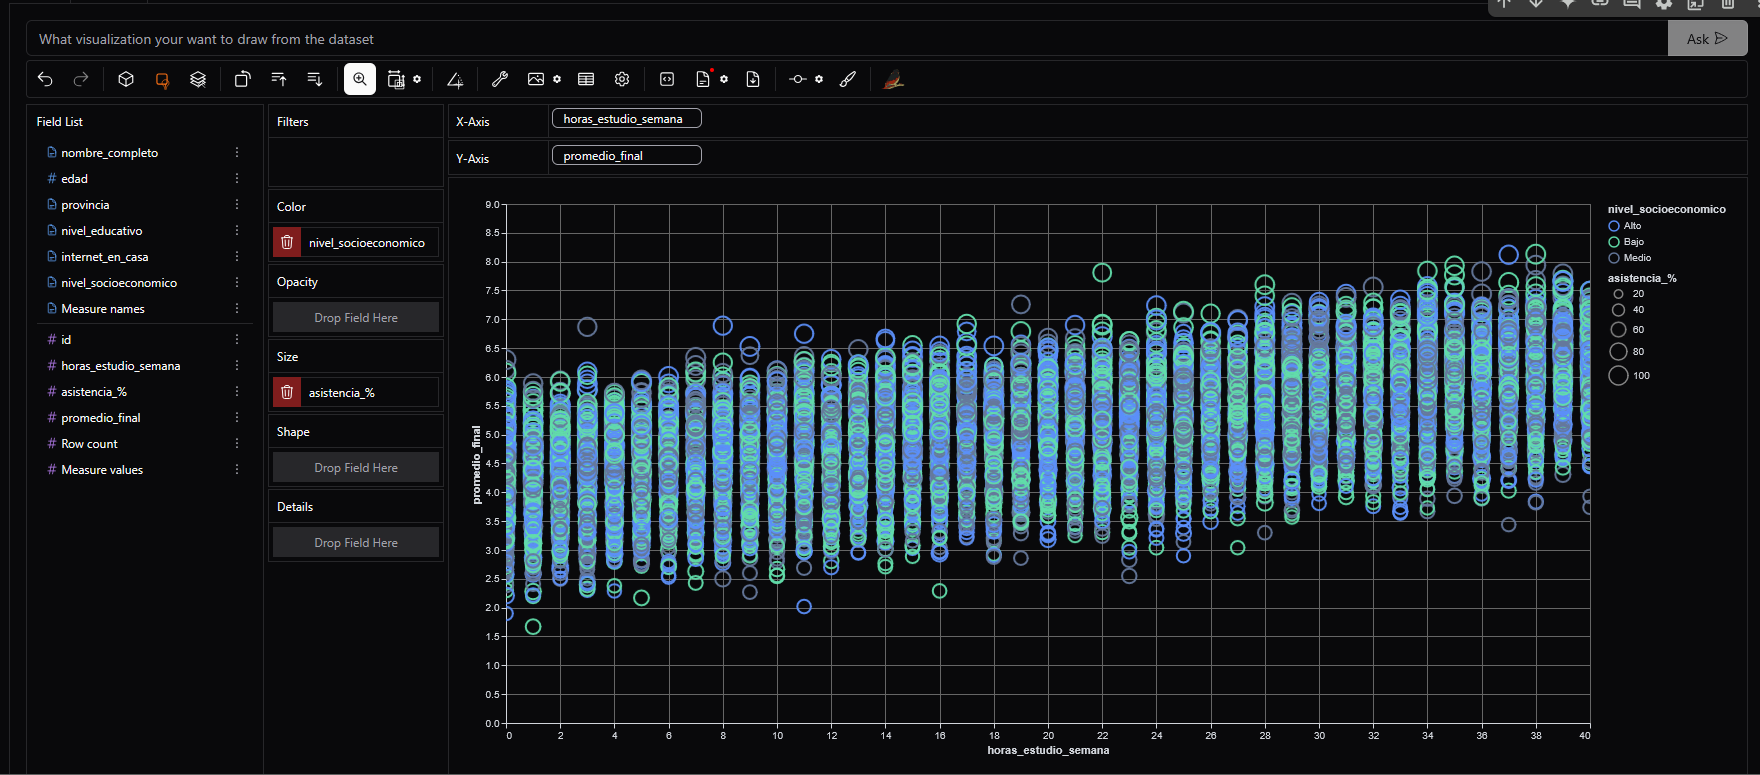 What visualization your want to draw from the dataset
Ask
Field List
nombre_completo
edad
provincia
nivel_educativo
internet_en_casa
nivel_socioeconomico
Measure names
id
horas_estudio_semana
asistencia_%
promedio_final
Row count
Measure values
Filters
Color
nivel_socioeconomico
Opacity
Drop Field Here
Size
asistencia_%
Shape
Drop Field Here
Details
Drop Field Here
X-Axis
horas_estudio_semana
Y-Axis
promedio_final
9.0
8.5
8.0
7.5
7.0
6.5
6.0
5.5
5.0
4.5
4.0
3.5
3.0
2.5
2.0
1.5
1.0
0.5
0.0
promedio_final
0 2 4 6 8 10 12 14 16 18 20 22 24 26 28 30 32 34 36 38 40
horas_estudio_semana
nivel_socioeconomico
Alto
Bajo
Medio
asistencia_%
20
40
60
80
100